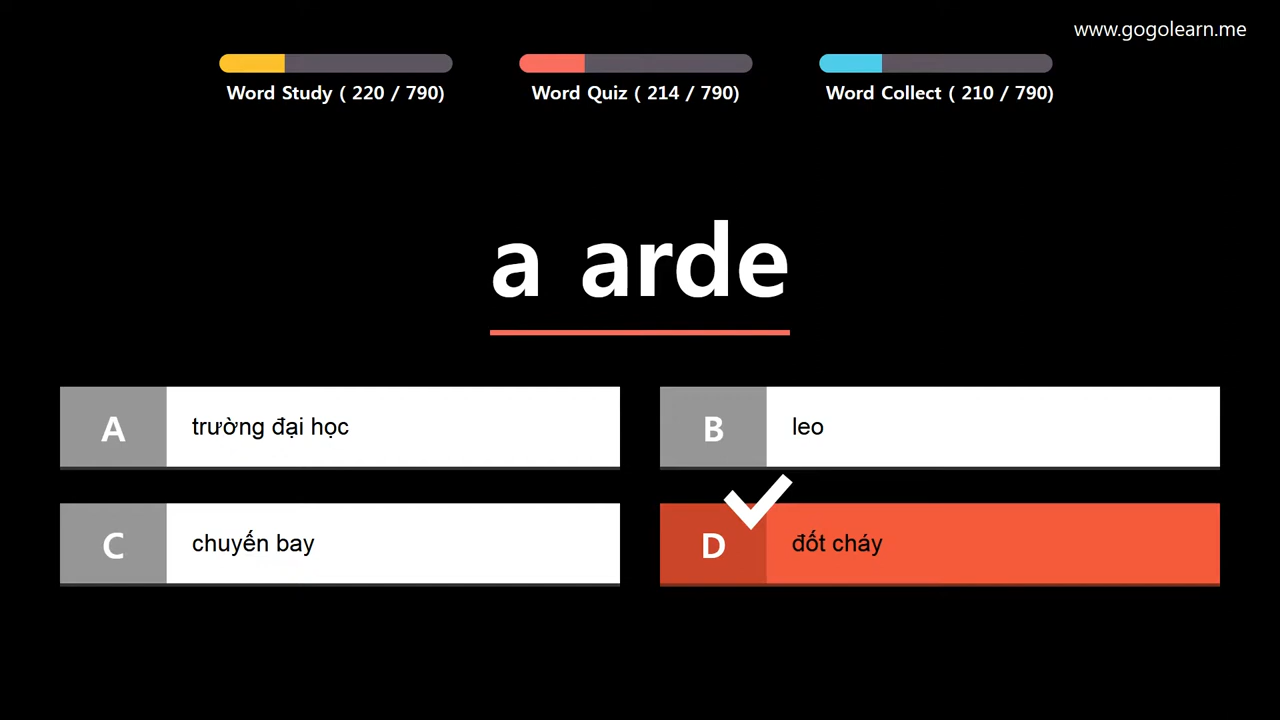 www.gogolearn.me
Word Study ( 220 / 790)
Word Quiz ( 214 / 790)
Word Collect ( 210 / 790)
a arde
A
trường đại học
B
leo
C
chuyến bay
D
đốt cháy